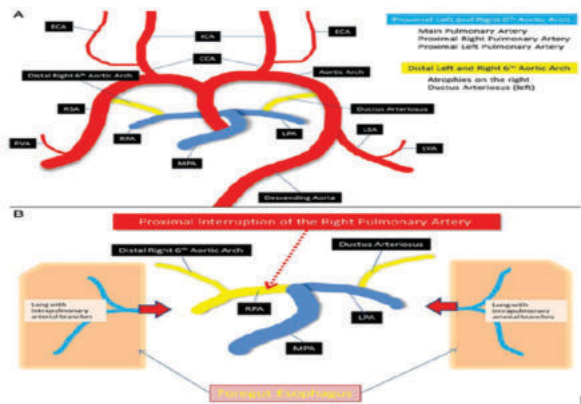 A
ECA
ICA
ECA
Proximal Left and Right 6th Aortic Arch
Main Pulmonary Artery
Proximal Right Pulmonary Artery
Proximal Left Pulmonary Artery
CCA
Distal Right 6th Aortic Arch
Aortic Arch
Distal Left and Right 6th Aortic Arch
Atrophies on the right
Ductus Arteriosus (left)
RSA
Ductus Arteriosus
RVA
RPA
LPA
LSA
LVA
MPA
Descending Aorta
B
Proximal Interruption of the Right Pulmonary Artery
Distal Right 6th Aortic Arch
Ductus Arteriosus
Lung with
intrapulmonary
arterial branches
RPA
LPA
Lung with
intrapulmonary
arterial branches
MPA
Foregut Esophagus